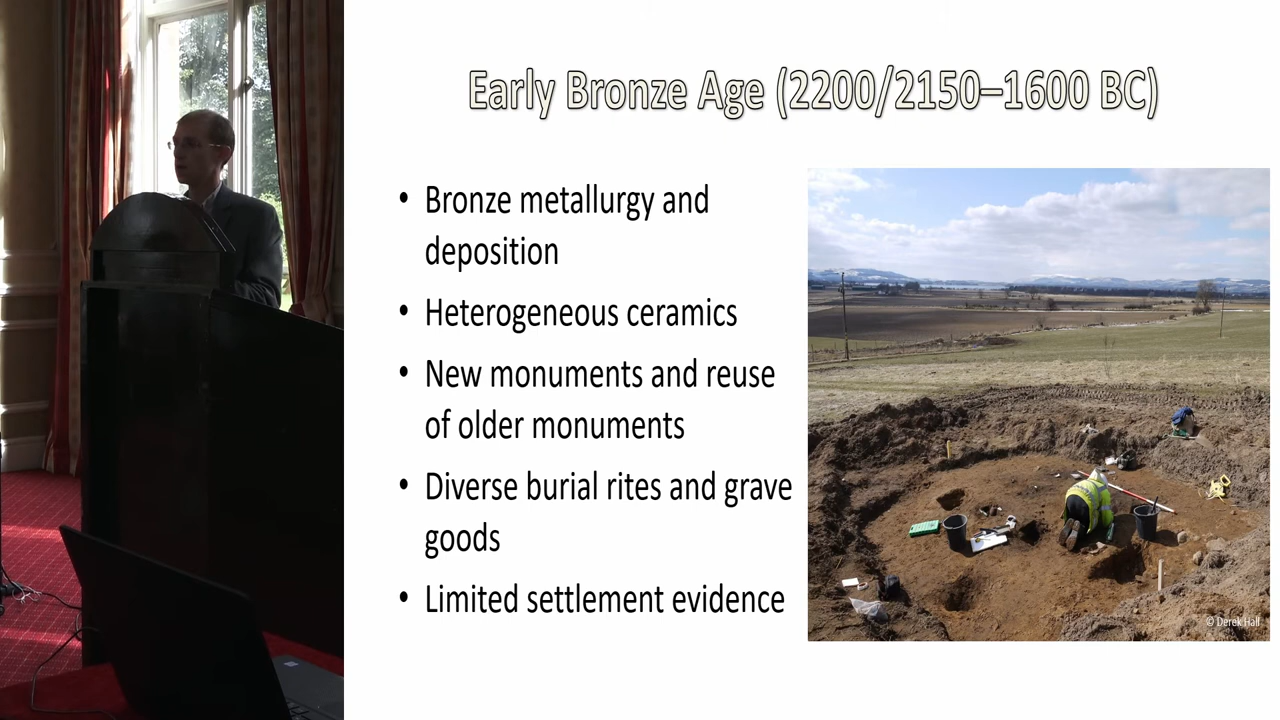 Early Bronze Age (2200/2150–1600 BC)
• Bronze metallurgy and
deposition
• Heterogeneous ceramics
• New monuments and reuse
of older monuments
• Diverse burial rites and grave
goods
• Limited settlement evidence
© Derek Hall